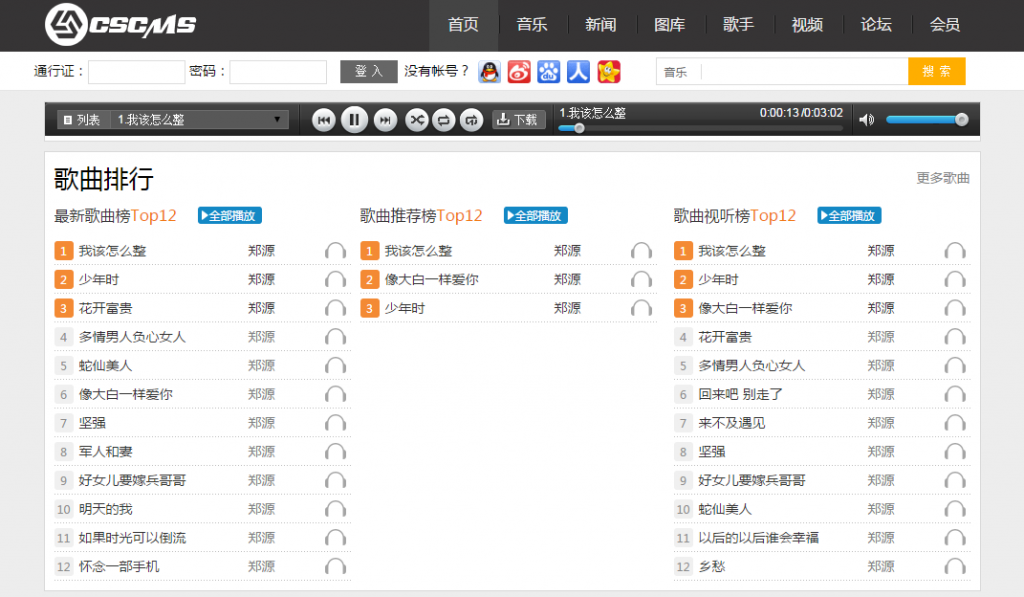 CSCMS 首页 音乐 新闻 图库 歌手 视频 论坛 会员
通行证： 密码： 登 入 没有帐号？ 音乐 搜 索
列表 1.我该怎么整 下载 1.我该怎么整 0:00:13/0:03:02
歌曲排行 更多歌曲
最新歌曲榜Top12 全部播放
1 我该怎么整 郑源
2 少年时 郑源
3 花开富贵 郑源
4 多情男人负心女人 郑源
5 蛇仙美人 郑源
6 像大白一样爱你 郑源
7 坚强 郑源
8 军人和妻 郑源
9 好女儿要嫁兵哥哥 郑源
10 明天的我 郑源
11 如果时光可以倒流 郑源
12 怀念一部手机 郑源
歌曲推荐榜Top12 全部播放
1 我该怎么整 郑源
2 像大白一样爱你 郑源
3 少年时 郑源
歌曲视听榜Top12 全部播放
1 我该怎么整 郑源
2 少年时 郑源
3 像大白一样爱你 郑源
4 花开富贵 郑源
5 多情男人负心女人 郑源
6 回来吧 别走了 郑源
7 来不及遇见 郑源
8 坚强 郑源
9 好女儿要嫁兵哥哥 郑源
10 蛇仙美人 郑源
11 以后的以后谁会幸福 郑源
12 乡愁 郑源